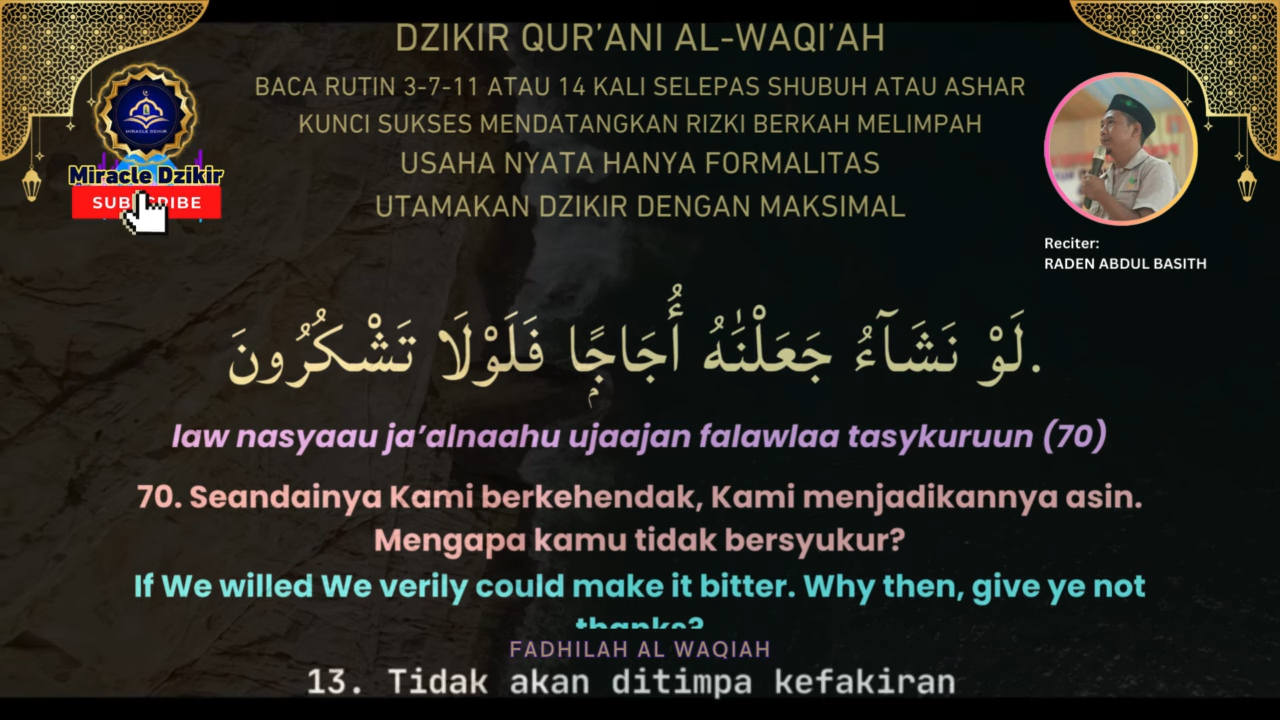 DZIKIR QUR'ANI AL-WAQI'AH
BACA RUTIN 3-7-11 ATAU 14 KALI SELEPAS SHUBUH ATAU ASHAR
KUNCI SUKSES MENDATANGKAN RIZKI BERKAH MELIMPAH
USAHA NYATA HANYA FORMALITAS
UTAMAKAN DZIKIR DENGAN MAKSIMAL
MIRACLE DZIKIR
Miracle Dzikir
SUBSCRIBE
Reciter:
RADEN ABDUL BASITH
لَوْ نَشَاۤءُ جَعَلْنٰهُ أُجَاجًاۭ فَلَوْلَا تَشْكُرُونَ.
law nasyaau ja'alnaahu ujaajan falawlaa tasykuruun (70)
70. Seandainya Kami berkehendak, Kami menjadikannya asin.
Mengapa kamu tidak bersyukur?
If We willed We verily could make it bitter. Why then, give ye not
thanks?
FADHILAH AL WAQIAH
13. Tidak akan ditimpa kefakiran